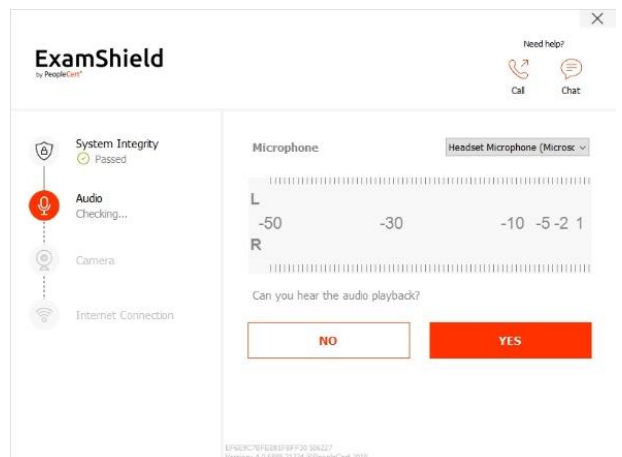 ExamShield
by PeopleCert
Need help?
Call
Chat
System Integrity
Passed
Audio
Checking...
Camera
Internet Connection
Microphone
Headset Microphone (Microsc
L
-50 -30 -10 -5 -2 1
R
Can you hear the audio playback?
NO
YES